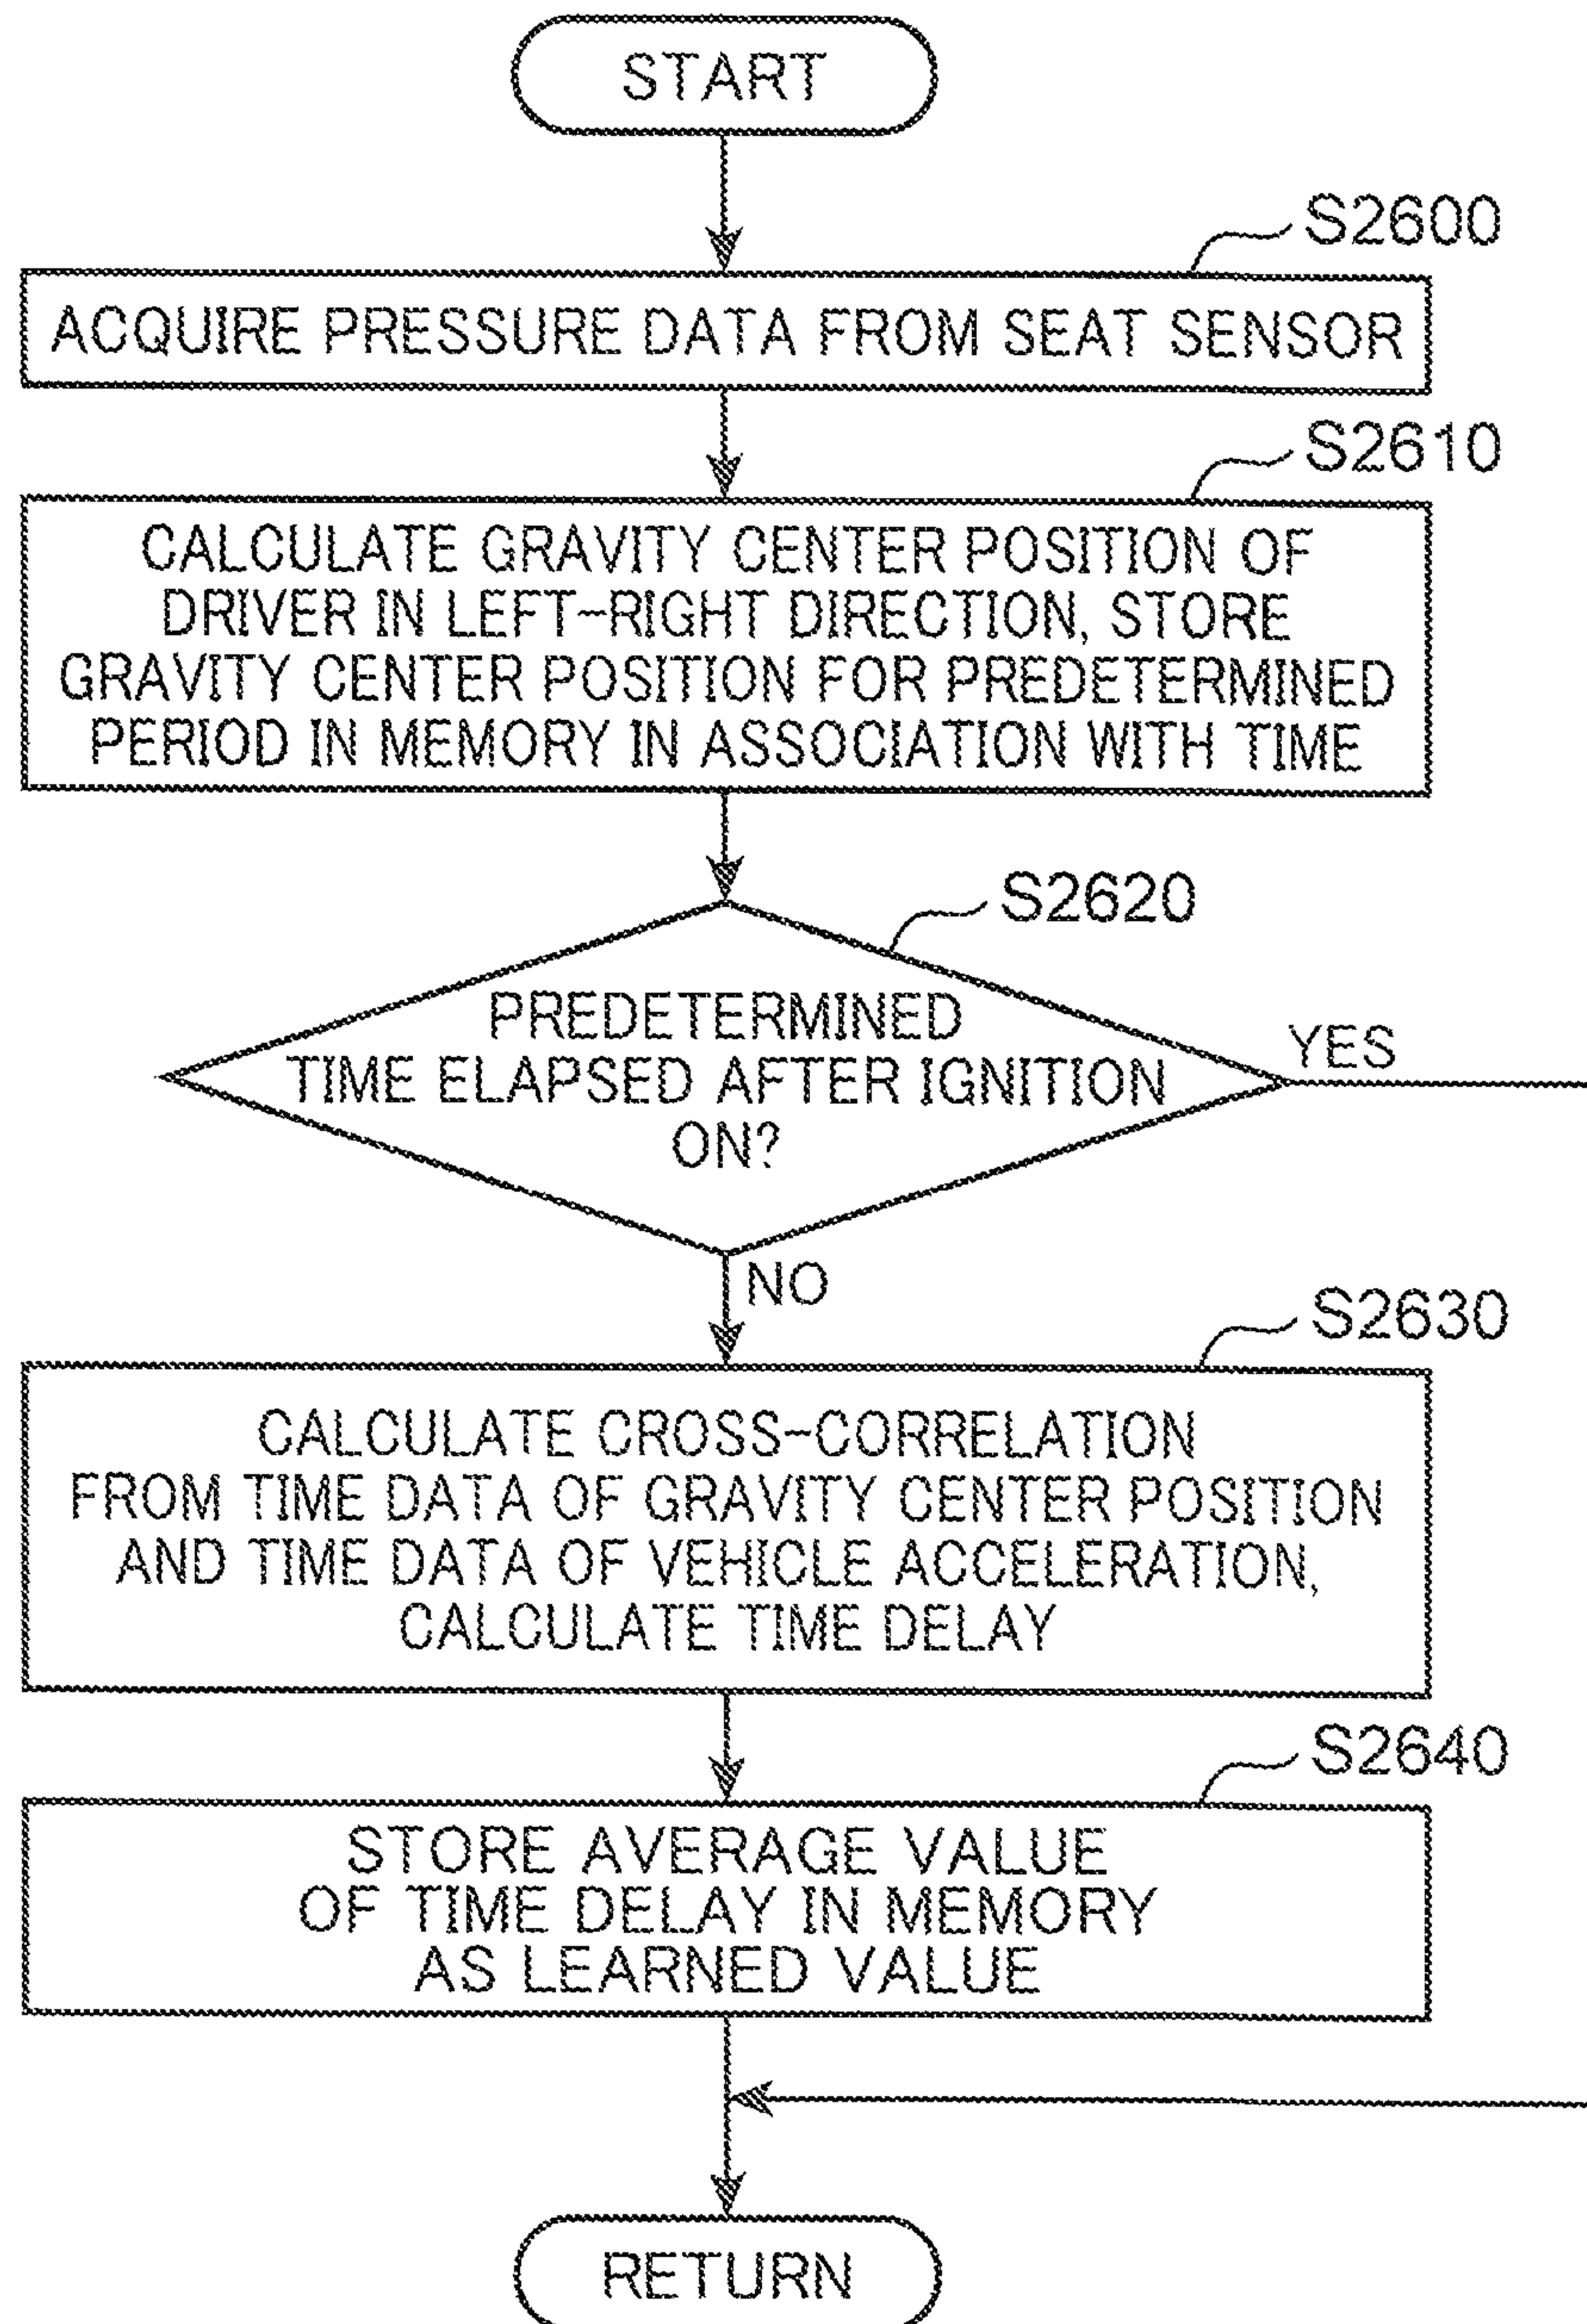 START
S2600
ACQUIRE PRESSURE DATA FROM SEAT SENSOR
S2610
CALCULATE GRAVITY CENTER POSITION OF
DRIVER IN LEFT-RIGHT DIRECTION, STORE
GRAVITY CENTER POSITION FOR PREDETERMINED
PERIOD IN MEMORY IN ASSOCIATION WITH TIME
S2620
PREDETERMINED
TIME ELAPSED AFTER IGNITION
ON?
YES
NO
S2630
CALCULATE CROSS-CORRELATION
FROM TIME DATA OF GRAVITY CENTER POSITION
AND TIME DATA OF VEHICLE ACCELERATION,
CALCULATE TIME DELAY
S2640
STORE AVERAGE VALUE
OF TIME DELAY IN MEMORY
AS LEARNED VALUE
RETURN